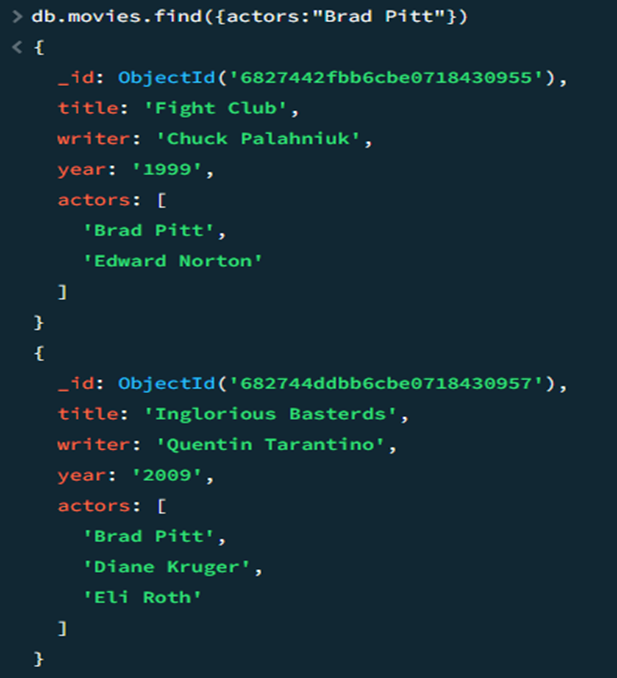 > db.movies.find({actors:"Brad Pitt"})
< {
_id: ObjectId('6827442fbb6cbe0718430955'),
title: 'Fight Club',
writer: 'Chuck Palahniuk',
year: '1999',
actors: [
'Brad Pitt',
'Edward Norton'
]
}
{
_id: ObjectId('682744ddbb6cbe0718430957'),
title: 'Inglorious Basterds',
writer: 'Quentin Tarantino',
year: '2009',
actors: [
'Brad Pitt',
'Diane Kruger',
'Eli Roth'
]
}